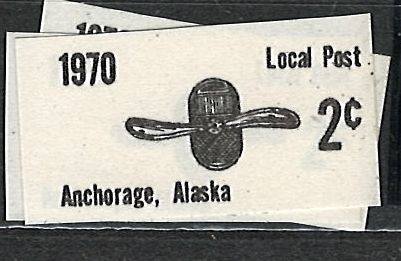 1970
Local Post
2¢
Anchorage, Alaska